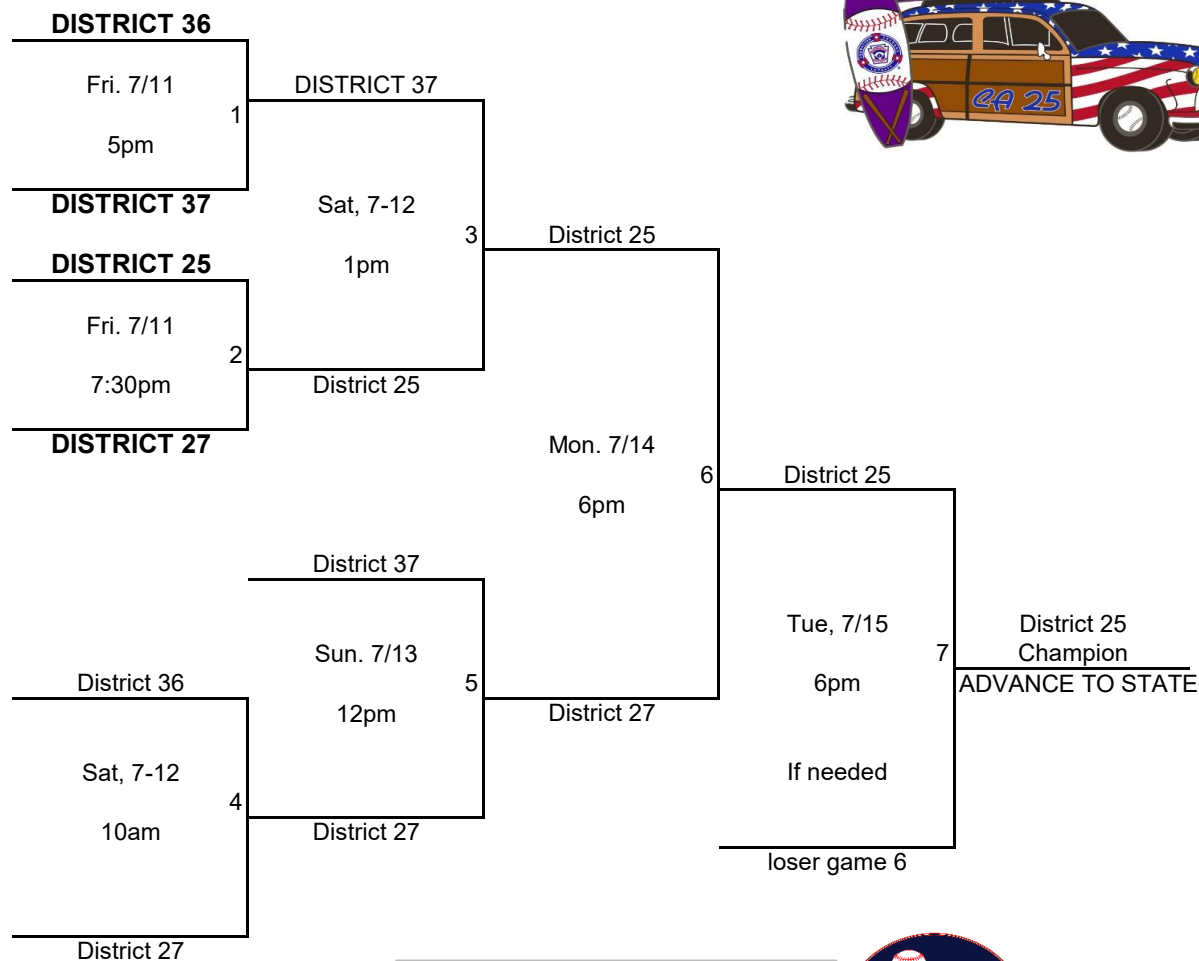 DISTRICT 36
Fri. 7/11
1
5pm
DISTRICT 37
DISTRICT 37
Sat, 7-12
3
1pm
DISTRICT 25
Fri. 7/11
2
7:30pm
DISTRICT 27
District 25
District 25
Mon. 7/14
6
6pm
District 25
District 37
Sun. 7/13
5
12pm
District 36
Sat, 7-12
4
10am
District 27
District 27
District 27
Tue, 7/15
7
6pm
If needed
loser game 6
District 25
Champion
ADVANCE TO STATE
CA 25